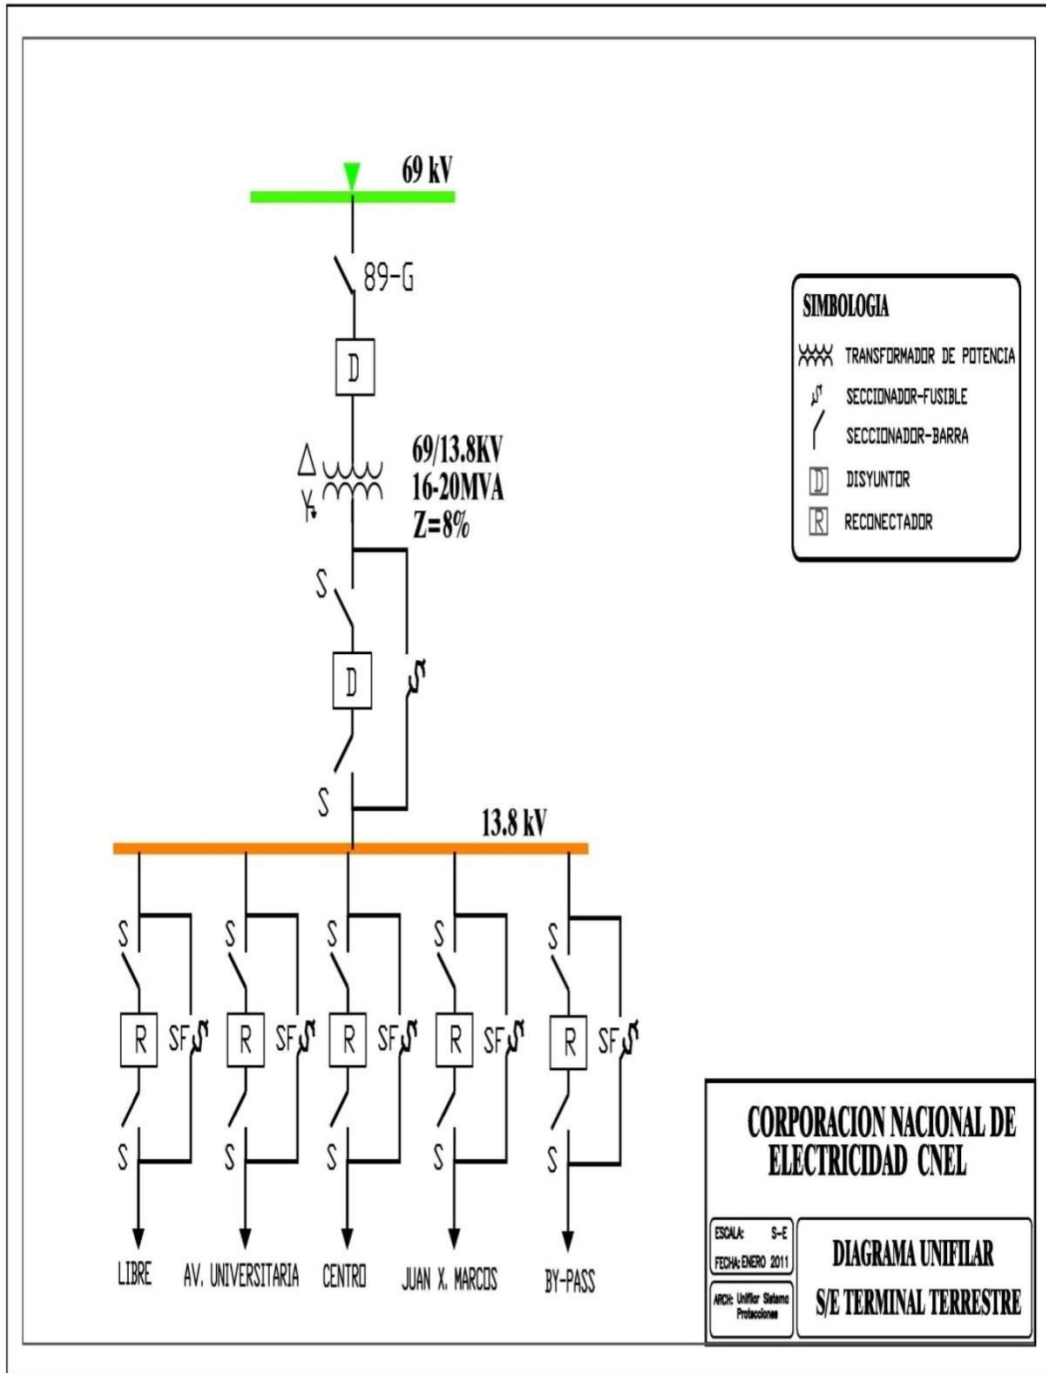 69 kV
89-G
D
69/13.8KV
16-20MVA
Z=8%
S
D
S
13.8 kV
S S S S S
R SF R SF R SF R SF R SF
S S S S S
LIBRE AV. UNIVERSITARIA CENTRO JUAN X. MARCOS BY-PASS
SIMBOLOGIA
TRANSFORMADOR DE POTENCIA
SECCIONADOR-FUSIBLE
SECCIONADOR-BARRA
D DISYUNTOR
R RECONECTADOR
CORPORACION NACIONAL DE
ELECTRICIDAD CNEL
ESCALA: S-E
FECHA: ENERO 2011
ARCH: Unifilar Sistema
Protecciones
DIAGRAMA UNIFILAR
S/E TERMINAL TERRESTRE